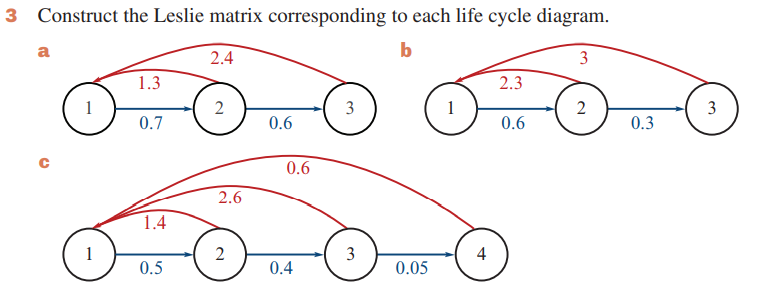 3 Construct the Leslie matrix corresponding to each life cycle diagram.
a
2.4
1.3
1 2 3
0.7 0.6
b
3
2.3
1 2 3
0.6 0.3
c
0.6
2.6
1.4
1 2 3 4
0.5 0.4 0.05